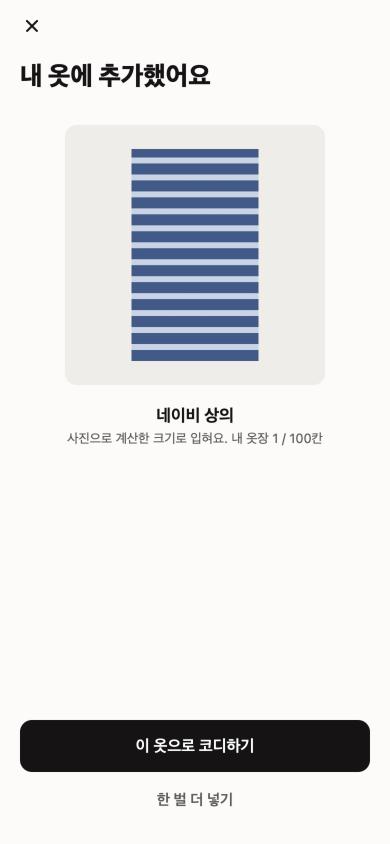 내 옷에 추가했어요
네이비 상의
사진으로 계산한 크기로 입혀요. 내 옷장 1 / 100칸
이 옷으로 코디하기
한 벌 더 넣기